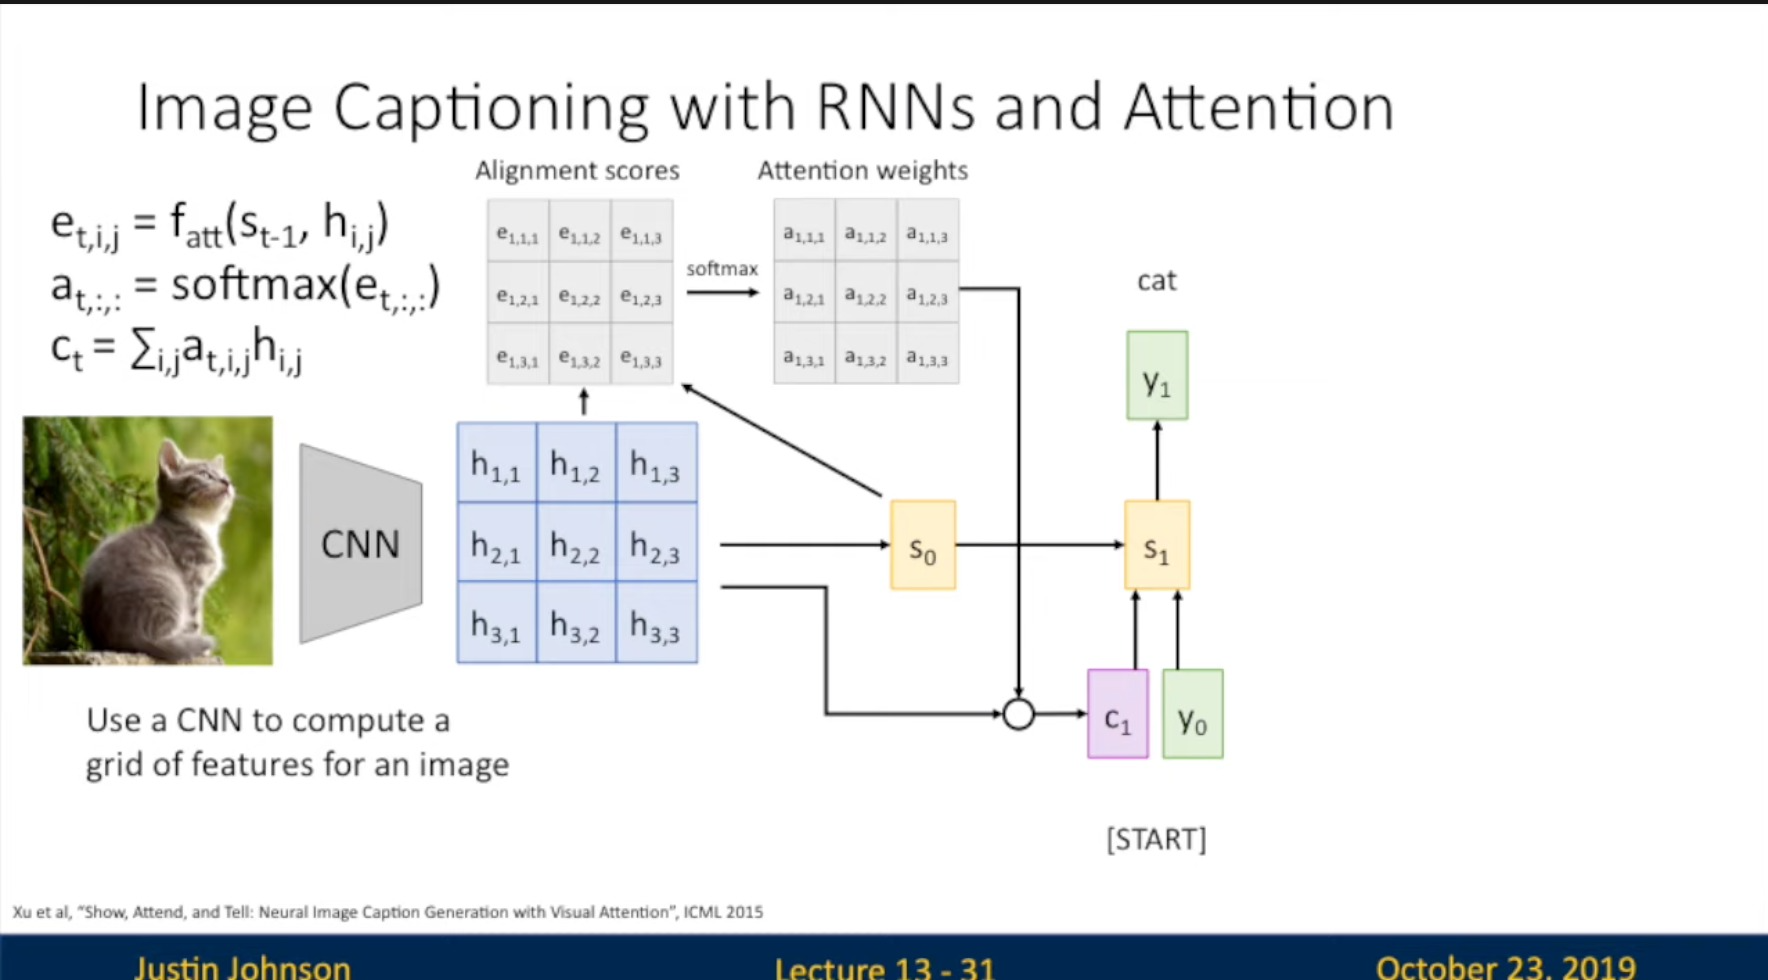 Image Captioning with RNNs and Attention
Alignment scores
Attention weights
e_{t,i,j} = f_{att}(s_{t-1}, h_{i,j})
a_{t,:,:} = softmax(e_{t,:,:})
c_t = ∑_{i,j}a_{t,i,j}h_{i,j}
e_{1,1,1} e_{1,1,2} e_{1,1,3}
e_{1,2,1} e_{1,2,2} e_{1,2,3}
e_{1,3,1} e_{1,3,2} e_{1,3,3}
softmax
a_{1,1,1} a_{1,1,2} a_{1,1,3}
a_{1,2,1} a_{1,2,2} a_{1,2,3}
a_{1,3,1} a_{1,3,2} a_{1,3,3}
cat
y_1
CNN
h_{1,1} h_{1,2} h_{1,3}
h_{2,1} h_{2,2} h_{2,3}
h_{3,1} h_{3,2} h_{3,3}
s_0
s_1
c_1
y_0
Use a CNN to compute a
grid of features for an image
[START]
Xu et al, "Show, Attend, and Tell: Neural Image Caption Generation with Visual Attention", ICML 2015
Justin Johnson
Lecture 13 - 31
October 23, 2019